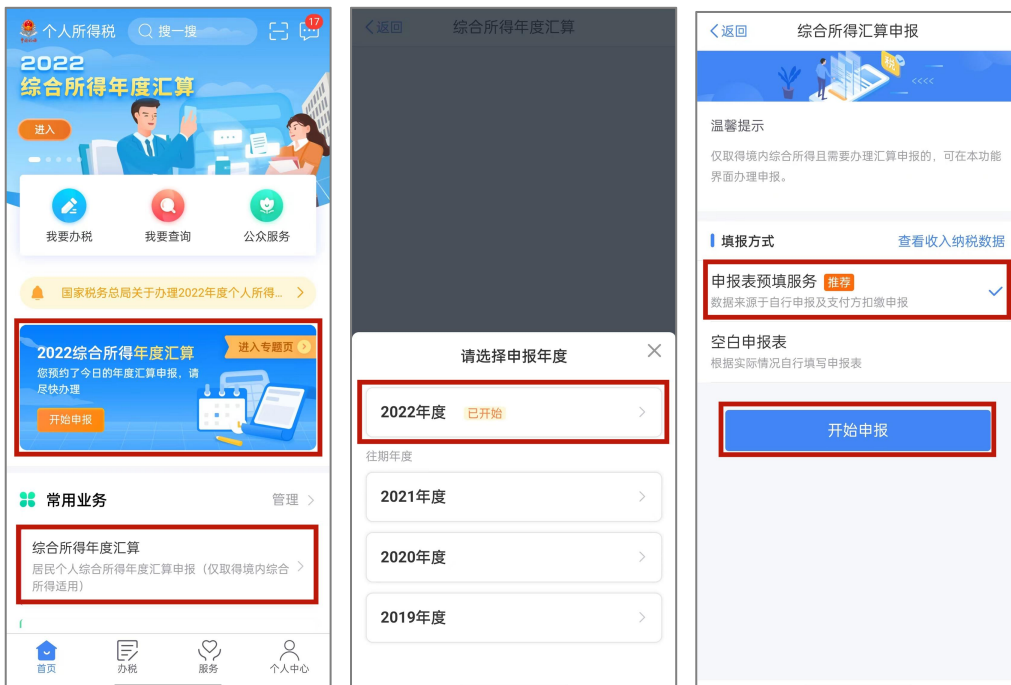 个人所得税
搜一搜
17
2022
综合所得年度汇算
进入
我要办税
我要查询
公众服务
国家税务总局关于办理2022年度个人所得...
2022综合所得年度汇算
进入专题页
您预约了今日的年度汇算申报，请
尽快办理
开始申报
常用业务
管理
综合所得年度汇算
居民个人综合所得年度汇算申报（仅取得境内综合
所得适用）
首页
办税
服务
个人中心
返回
综合所得年度汇算
请选择申报年度
2022年度
已开始
往期年度
2021年度
2020年度
2019年度
返回
综合所得汇算申报
税
温馨提示
仅取得境内综合所得且需要办理汇算申报的，可在本功能
界面办理申报。
填报方式
查看收入纳税数据
申报表预填服务
推荐
数据来源于自行申报及支付方扣缴申报
空白申报表
根据实际情况自行填写申报表
开始申报